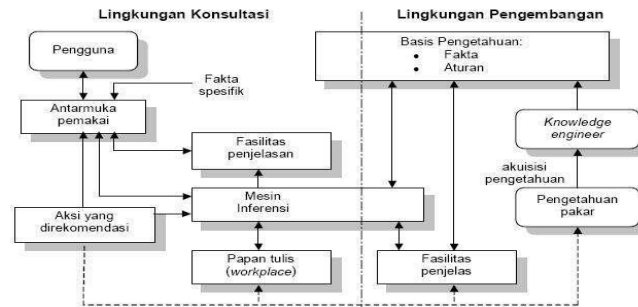 Lingkungan Konsultasi
Lingkungan Pengembangan
Pengguna
Fakta
spesifik
Basis Pengetahuan:
• Fakta
• Aturan
Antarmuka
pemakai
Fasilitas
penjelasan
Knowledge
engineer
akuisisi
pengetahuan
Mesin
Inferensi
Aksi yang
direkomendasi
Pengetahuan
pakar
Papan tulis
(workplace)
Fasilitas
penjelas